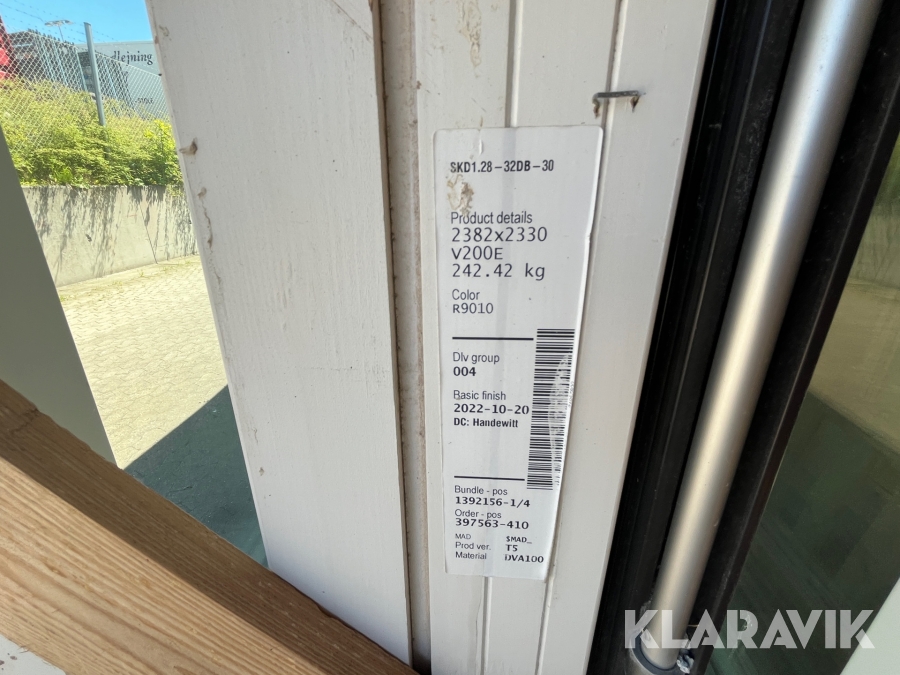 dlejning
SKD1.28-32DB-30
Product details
2382x2330
V200E
242.42 kg
Color
R9010
Dlv group
004
Basic finish
2022-10-20
DC: Handewitt
Bundle - pos
1392156-1/4
Order - pos
397563-410
MAD $MAD_
Prod ver. T5
Material DVA100
KLARAVIK